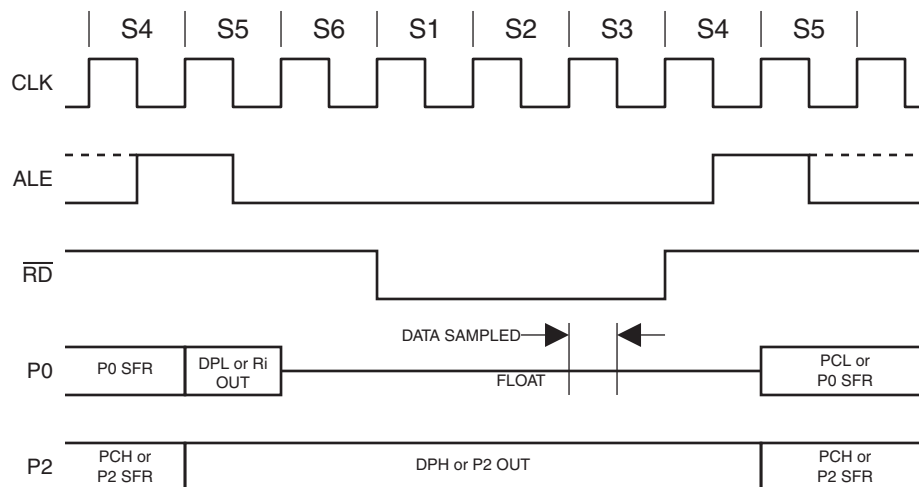 S4 S5 S6 S1 S2 S3 S4 S5
CLK
ALE
RD
DATA SAMPLED
P0
P0 SFR
DPL or Ri
OUT
FLOAT
PCL or
P0 SFR
P2
PCH or
P2 SFR
DPH or P2 OUT
PCH or
P2 SFR